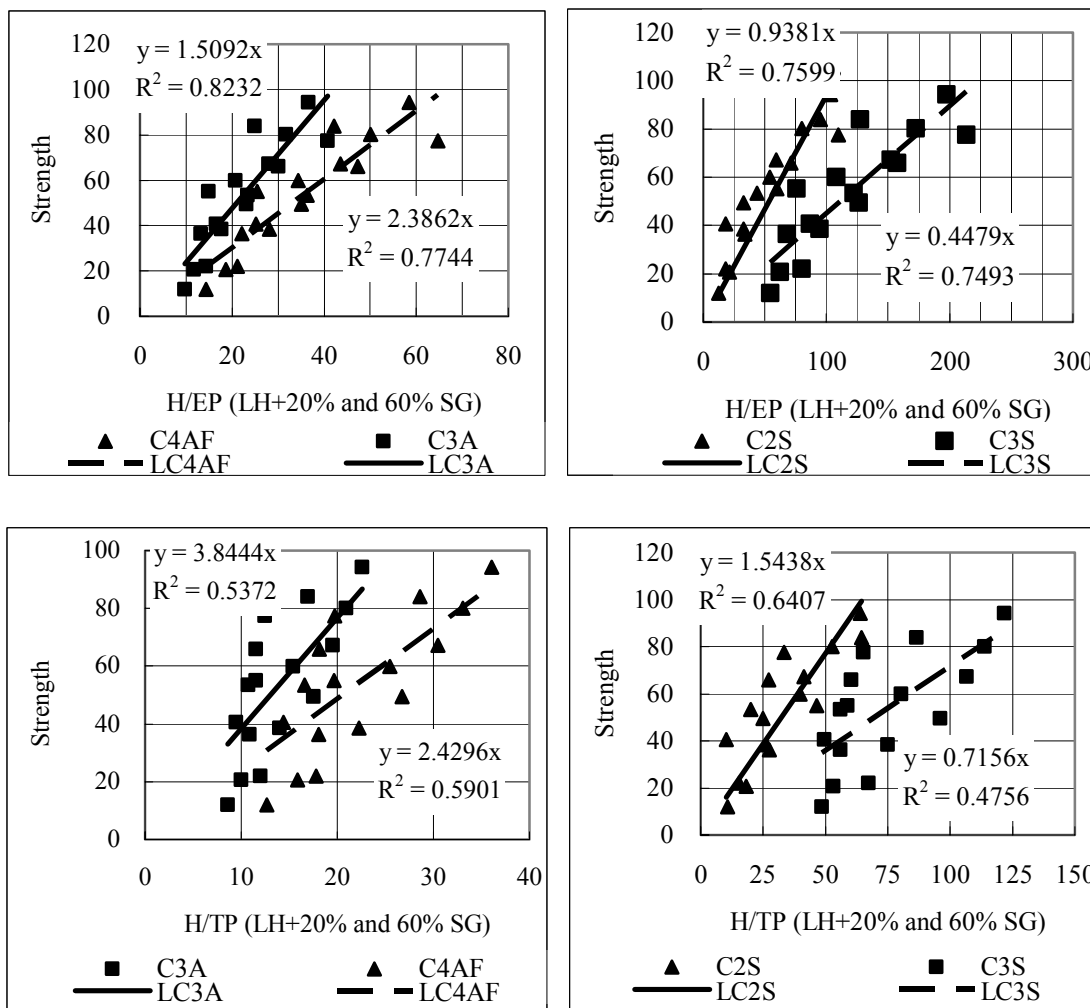 120
100
80
60
40
20
0
Strength
y = 1.5092x
R² = 0.8232
y = 2.3862x
R² = 0.7744
0 20 40 60 80
H/EP (LH+20% and 60% SG)
C4AF C3A
LC4AF LC3A
120
100
80
60
40
20
0
Strength
y = 0.9381x
R² = 0.7599
y = 0.4479x
R² = 0.7493
0 100 200 300
H/EP (LH+20% and 60% SG)
C2S C3S
LC2S LC3S
100
80
60
40
20
0
Strength
y = 3.8444x
R² = 0.5372
y = 2.4296x
R² = 0.5901
0 10 20 30 40
H/TP (LH+20% and 60% SG)
C3A C4AF
LC3A LC4AF
120
100
80
60
40
20
0
Strength
y = 1.5438x
R² = 0.6407
y = 0.7156x
R² = 0.4756
0 25 50 75 100 125 150
H/TP (LH+20% and 60% SG)
C2S C3S
LC2S LC3S